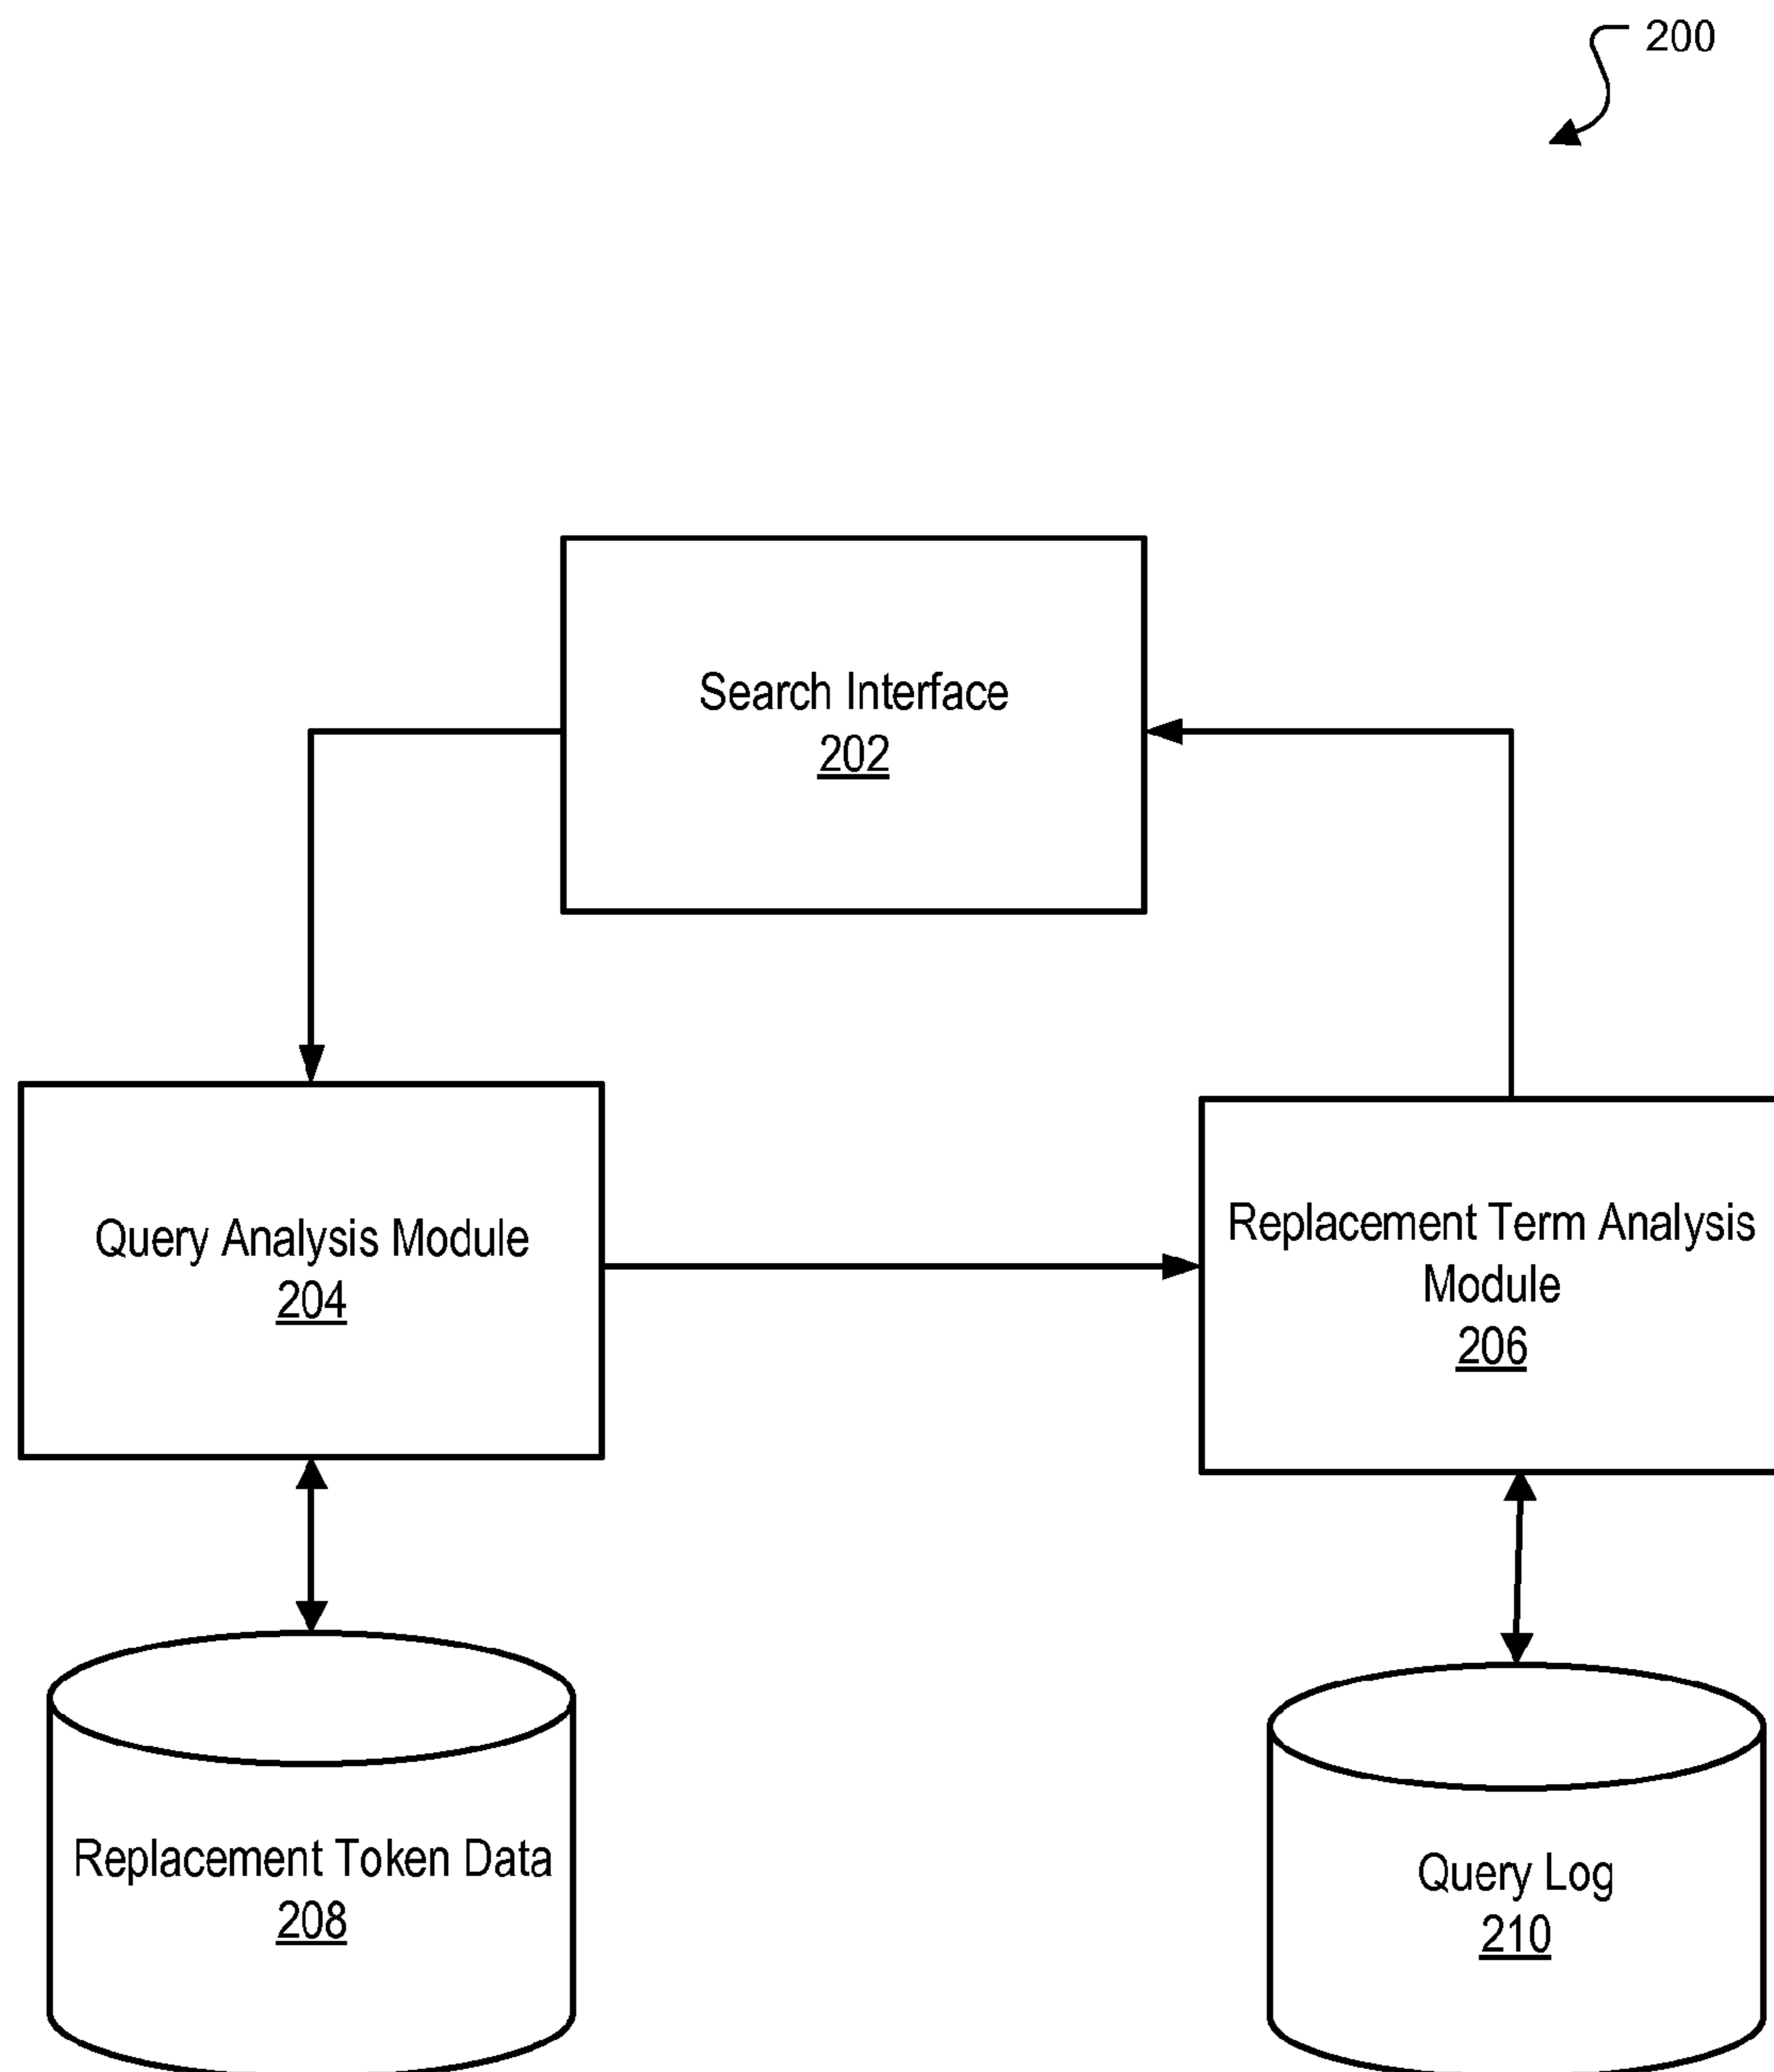 200
Search Interface
202
Query Analysis Module
204
Replacement Term Analysis
Module
206
Replacement Token Data
208
Query Log
210